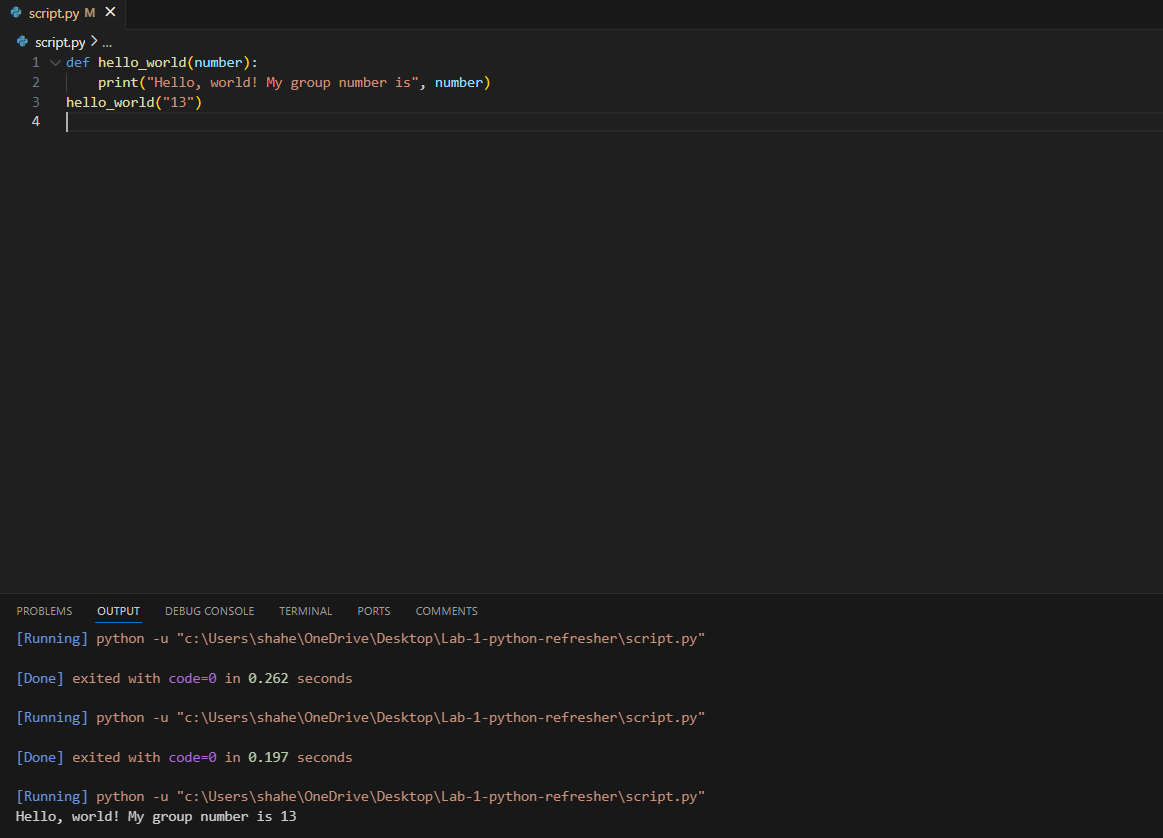 script.py M ✕
script.py > ...
1 def hello_world(number):
2     print("Hello, world! My group number is", number)
3 hello_world("13")
4
PROBLEMS OUTPUT DEBUG CONSOLE TERMINAL PORTS COMMENTS
[Running] python -u "c:\Users\shahe\OneDrive\Desktop\Lab-1-python-refresher\script.py"
[Done] exited with code=0 in 0.262 seconds
[Running] python -u "c:\Users\shahe\OneDrive\Desktop\Lab-1-python-refresher\script.py"
[Done] exited with code=0 in 0.197 seconds
[Running] python -u "c:\Users\shahe\OneDrive\Desktop\Lab-1-python-refresher\script.py"
Hello, world! My group number is 13